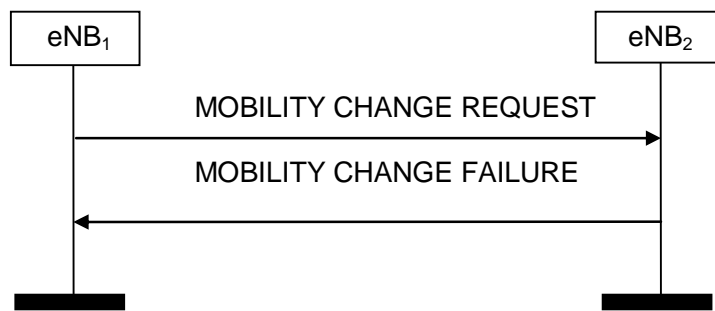 eNB₁
eNB₂
MOBILITY CHANGE REQUEST
MOBILITY CHANGE FAILURE